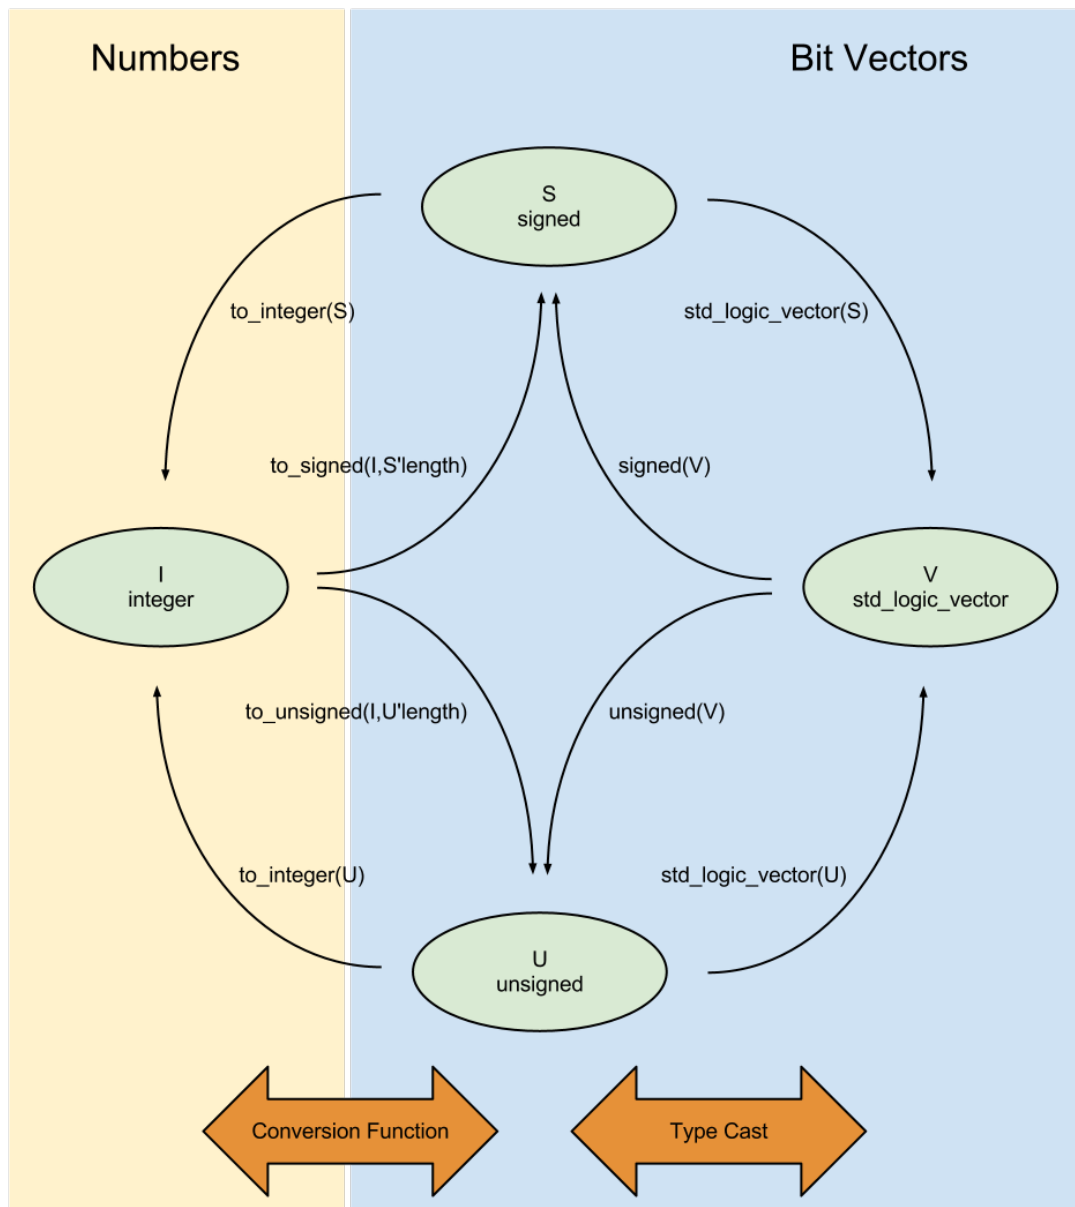 Numbers
Bit Vectors
S
signed
to_integer(S)
std_logic_vector(S)
to_signed(I,S'length)
signed(V)
I
integer
V
std_logic_vector
to_unsigned(I,U'length)
unsigned(V)
to_integer(U)
std_logic_vector(U)
U
unsigned
Conversion Function
Type Cast